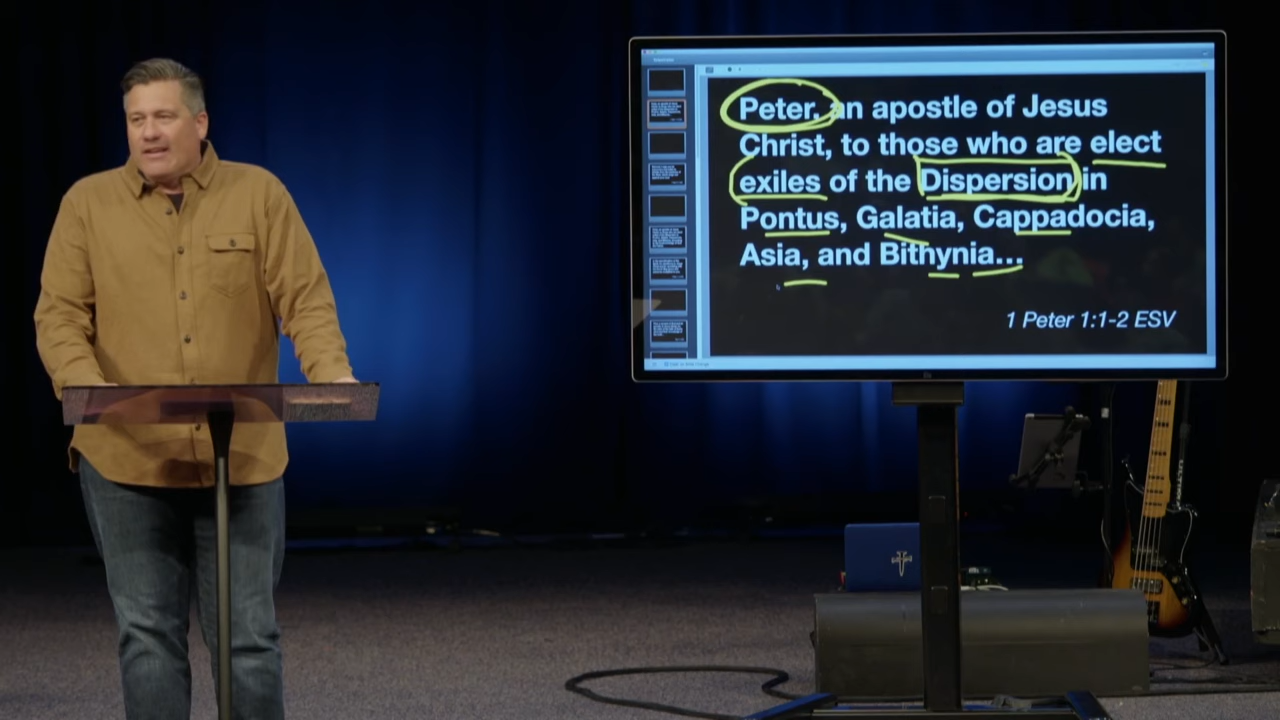 Peter, an apostle of Jesus
Christ, to those who are elect
exiles of the Dispersion in
Pontus, Galatia, Cappadocia,
Asia, and Bithynia...
1 Peter 1:1-2 ESV